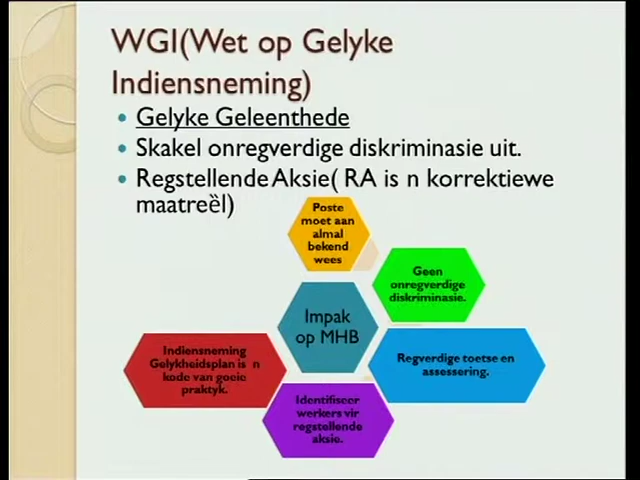 WGI(Wet op Gelyke
Indiensneming)
Gelyke Geleenthede
Skakel onregverdige diskriminasie uit.
Regstellende Aksie( RA is n korrektiewe
maatreël)
Poste
moet aan
almal
bekend
wees
Geen
onregverdige
diskriminasie.
Impak
op MHB
Regverdige toetse en
assessering.
Indiensneming
Gelykheidsplan is n
kode van goeie
praktyk.
Identifiseer
werkers vir
regstellende
aksie.